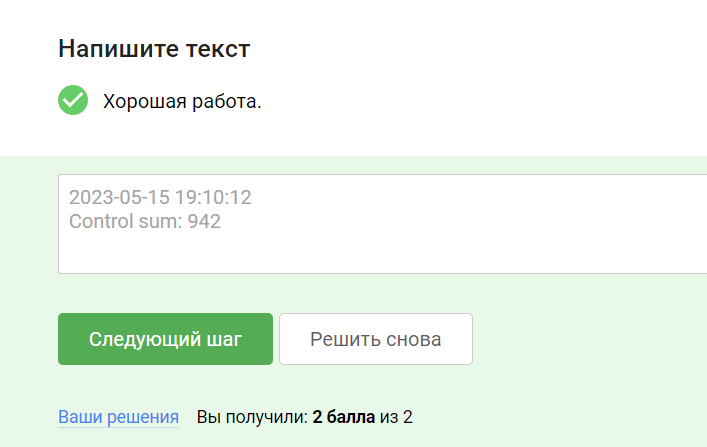 Напишите текст
Хорошая работа.
2023-05-15 19:10:12
Control sum: 942
Следующий шаг
Решить снова
Ваши решения Вы получили: 2 балла из 2